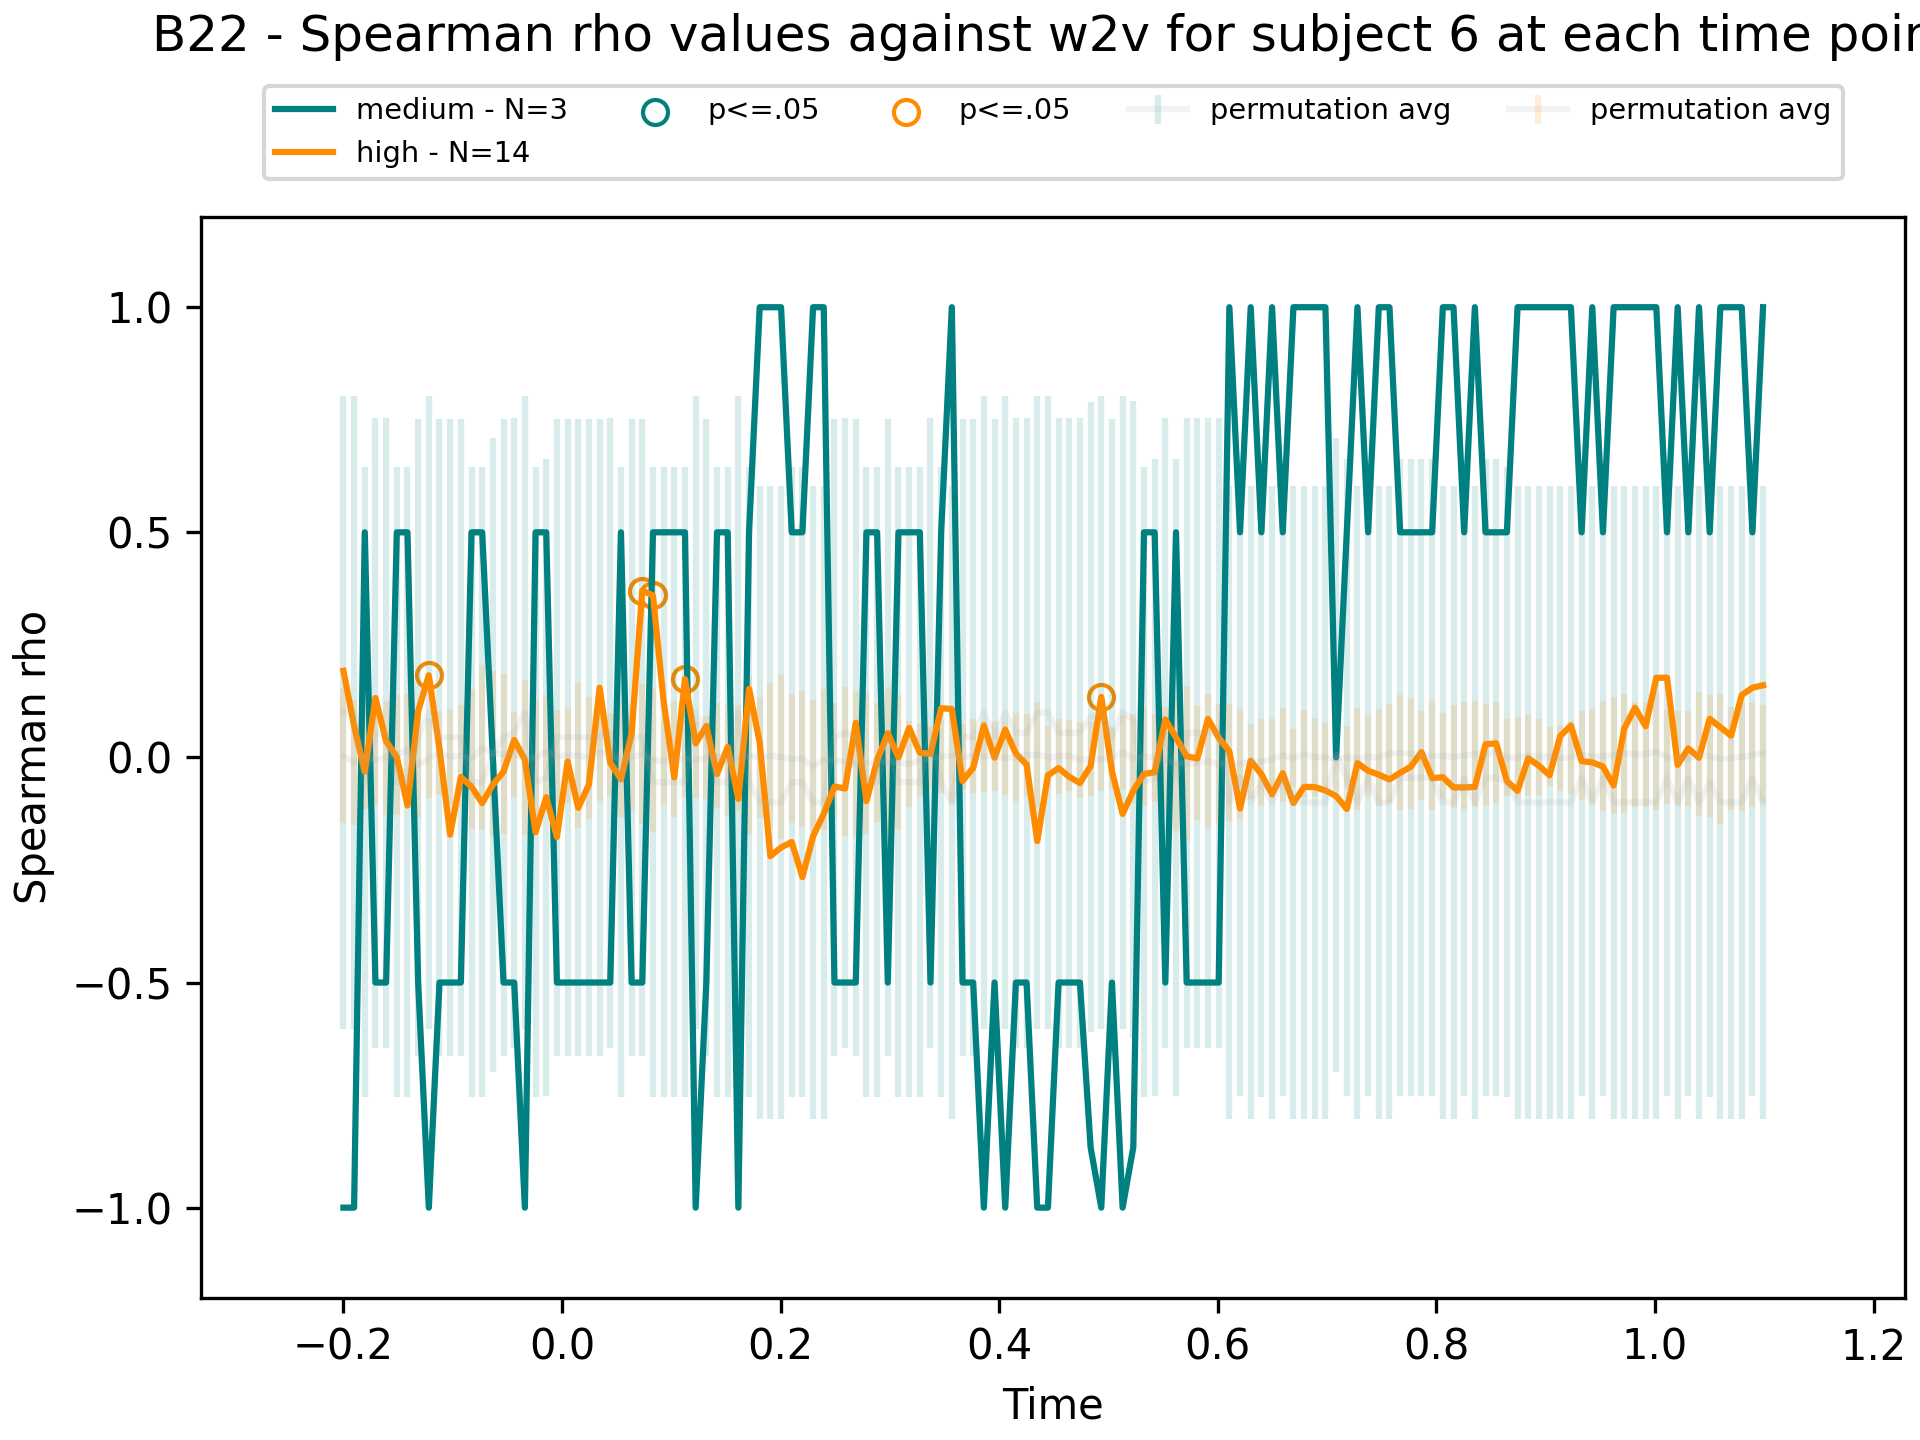 B22 - Spearman rho values against w2v for subject 6 at each time poin
medium - N=3
high - N=14
p<=.05
p<=.05
permutation avg
permutation avg
1.0
0.5
0.0
−0.5
−1.0
Spearman rho
−0.2
0.0
0.2
0.4
0.6
0.8
1.0
1.2
Time